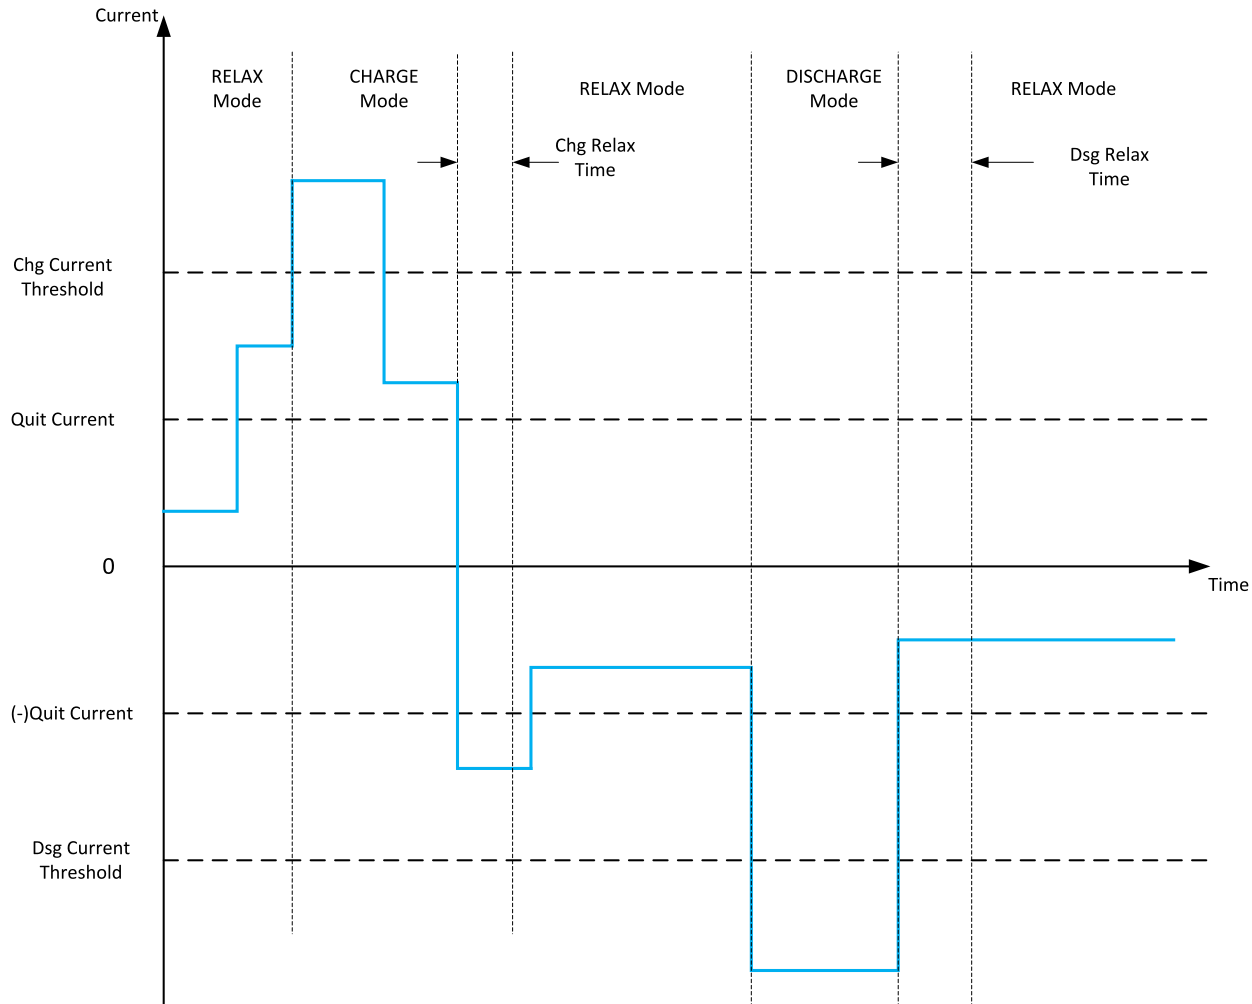 Current
RELAX
Mode
CHARGE
Mode
RELAX Mode
DISCHARGE
Mode
RELAX Mode
Chg Relax
Time
Dsg Relax
Time
Chg Current
Threshold
Quit Current
0
Time
(-)Quit Current
Dsg Current
Threshold